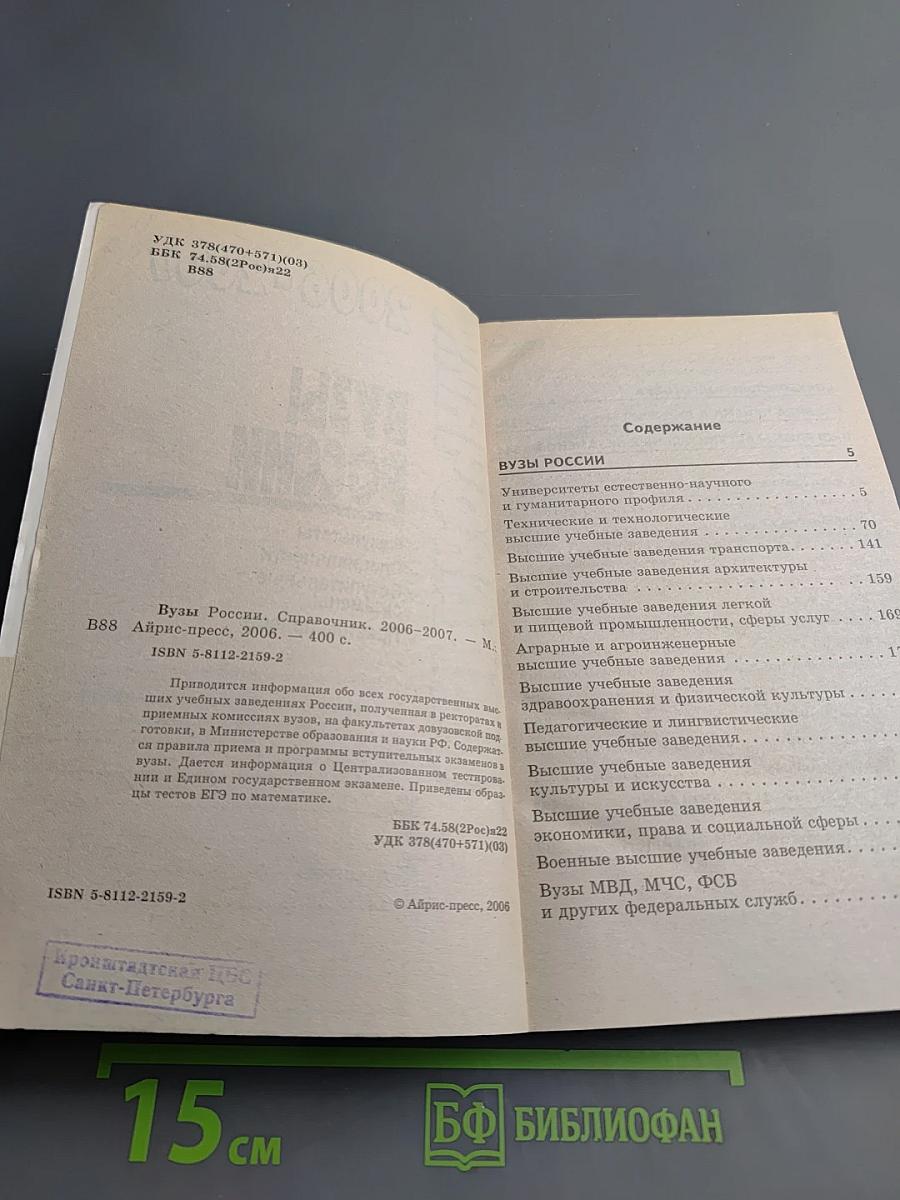 УДК 378(470+571)(03)
ББК 74.58(2Рос)я22
В88
Вузы России. Справочник. 2006–2007. — М.:
В88 Айрис-пресс, 2006. — 400 с.
ISBN 5-8112-2159-2
Приводится информация обо всех государственных выс-
ших учебных заведениях России, полученная в ректоратах и
приемных комиссиях вузов, на факультетах довузовской под-
готовки, в Министерстве образования и науки РФ. Содержат-
ся правила приема и программы вступительных экзаменов в
вузы. Дается информация о Централизованном тестирова-
нии и Едином государственном экзамене. Приведены образ-
цы тестов ЕГЭ по математике.
ББК 74.58(2Рос)я22
УДК 378(470+571)(03)
ISBN 5-8112-2159-2
© Айрис-пресс, 2006
Кронштадтская ЦБС
Санкт-Петербурга
Содержание
ВУЗЫ РОССИИ 5
Университеты естественно-научного
и гуманитарного профиля . . . . . . . . . . . . . . . . . . 5
Технические и технологические
высшие учебные заведения . . . . . . . . . . . . . . . . 70
Высшие учебные заведения транспорта. . . . . . . 141
Высшие учебные заведения архитектуры
и строительства . . . . . . . . . . . . . . . . . . . . . . . 159
Высшие учебные заведения легкой
и пищевой промышленности, сферы услуг . . . . 169
Аграрные и агроинженерные
высшие учебные заведения . . . . . . . . . . . . . . 17
Высшие учебные заведения
здравоохранения и физической культуры . . . .
Педагогические и лингвистические
высшие учебные заведения. . . . . . . . . . . . .
Высшие учебные заведения
культуры и искусства . . . . . . . . . . . . . . . .
Высшие учебные заведения
экономики, права и социальной сферы . . . .
Военные высшие учебные заведения. . . . .
Вузы МВД, МЧС, ФСБ
и других федеральных служб. . . . . . . . . .
15 см
БФ БИБЛИОФАН